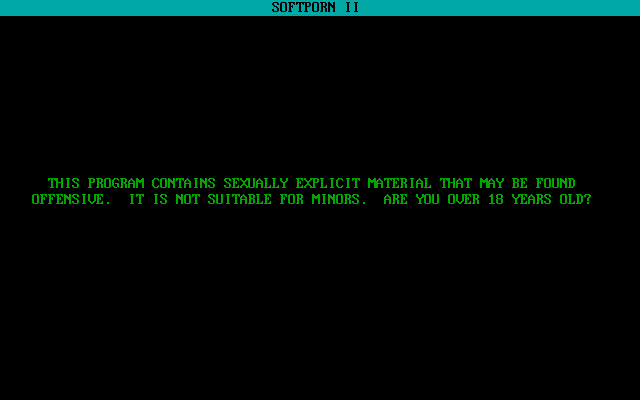 SOFTPORN II
THIS PROGRAM CONTAINS SEXUALLY EXPLICIT MATERIAL THAT MAY BE FOUND
OFFENSIVE.  IT IS NOT SUITABLE FOR MINORS.  ARE YOU OVER 18 YEARS OLD?